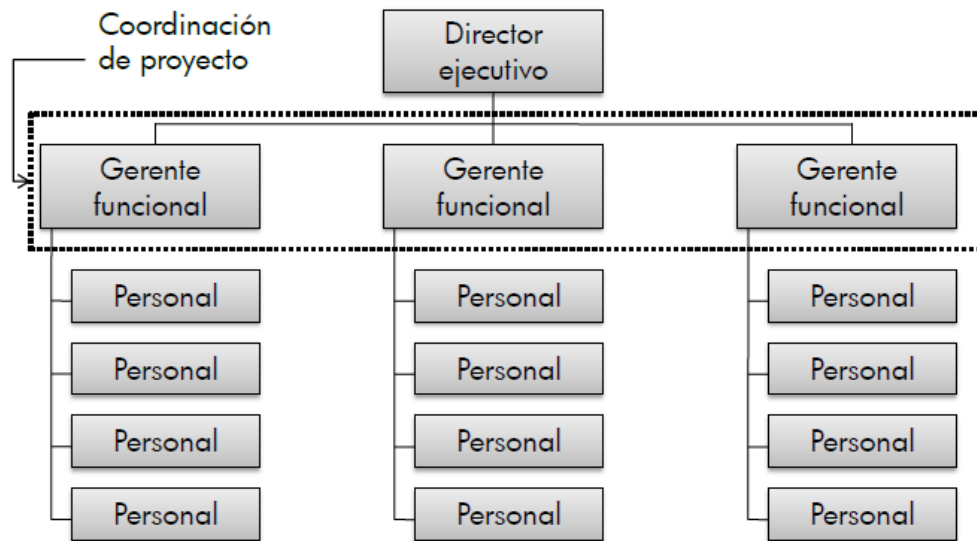 Coordinación
de proyecto
Director
ejecutivo
Gerente
funcional
Gerente
funcional
Gerente
funcional
Personal
Personal
Personal
Personal
Personal
Personal
Personal
Personal
Personal
Personal
Personal
Personal